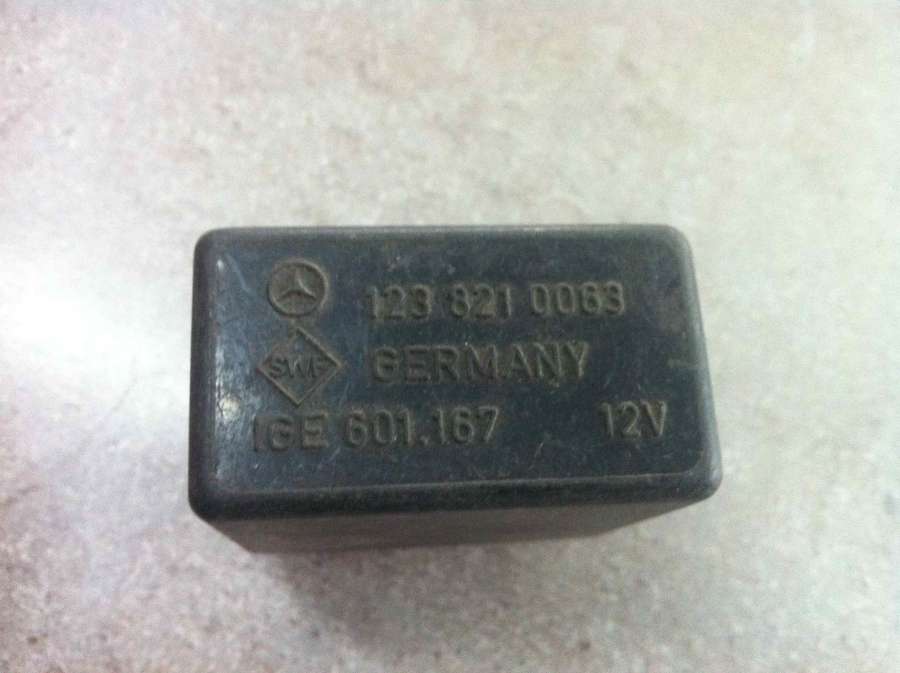 123 821 0063
SWF GERMANY
IGE 601.167 12V